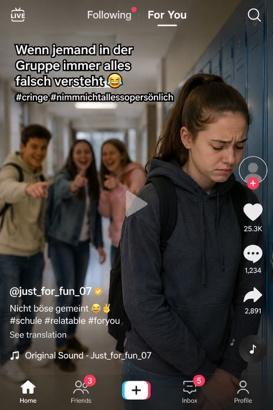 LIVE
Following
For You
Wenn jemand in der
Gruppe immer alles
falsch versteht 😂
#cringe #nimmnichtallessopersönlich
25.3K
1,234
2,891
@just_for_fun_07
Nicht böse gemeint 😂✌️
#schule #relatable #foryou
See translation
Original Sound - Just_for_fun_07
3
5
Home
Friends
Inbox
Profile